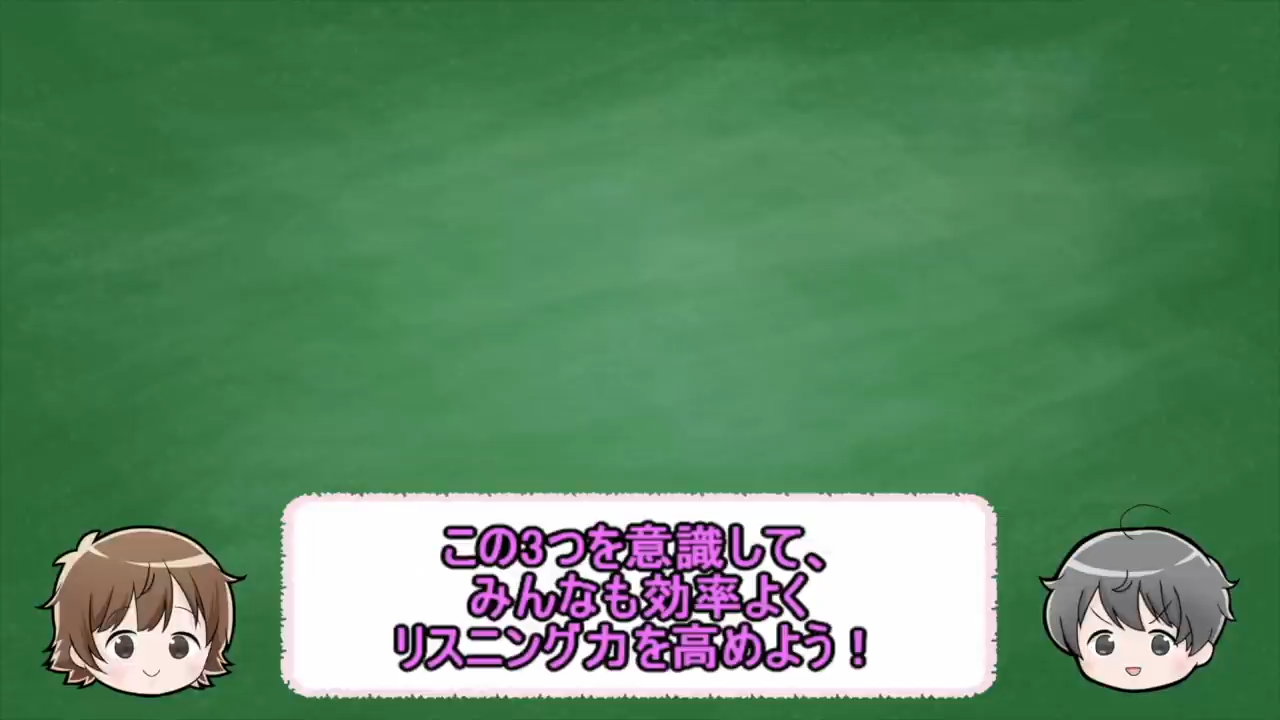 この3つを意識して、
みんなも効率よく
リスニング力を高めよう！